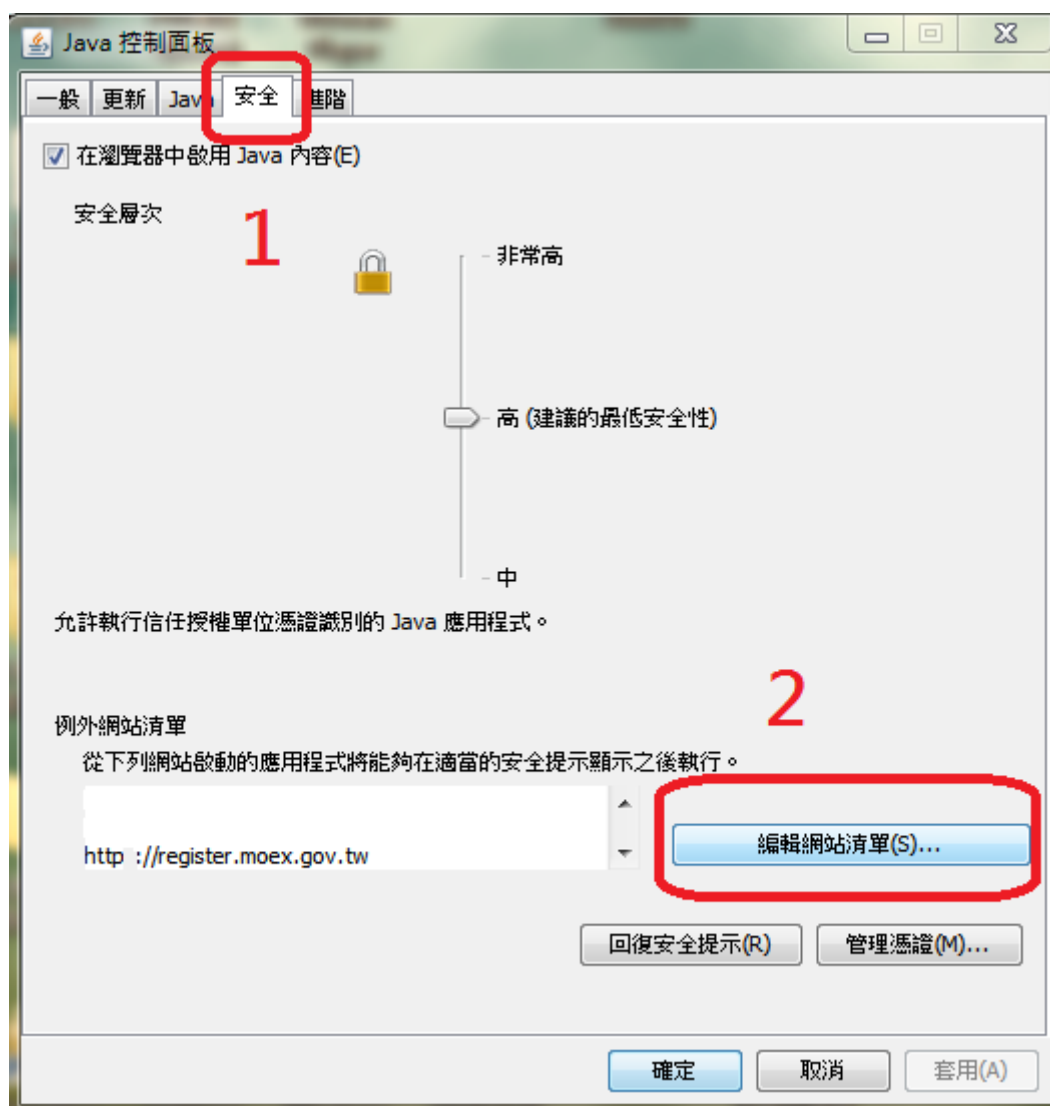 Java 控制面板
一般 更新 Java 安全 進階
在瀏覽器中啟用 Java 內容(E)
安全層次
1
非常高
高 (建議的最低安全性)
中
允許執行信任授權單位憑證識別的 Java 應用程式。
2
例外網站清單
從下列網站啟動的應用程式將能夠在適當的安全提示顯示之後執行。
http ://register.moex.gov.tw
編輯網站清單(S)...
回復安全提示(R) 管理憑證(M)...
確定 取消 套用(A)